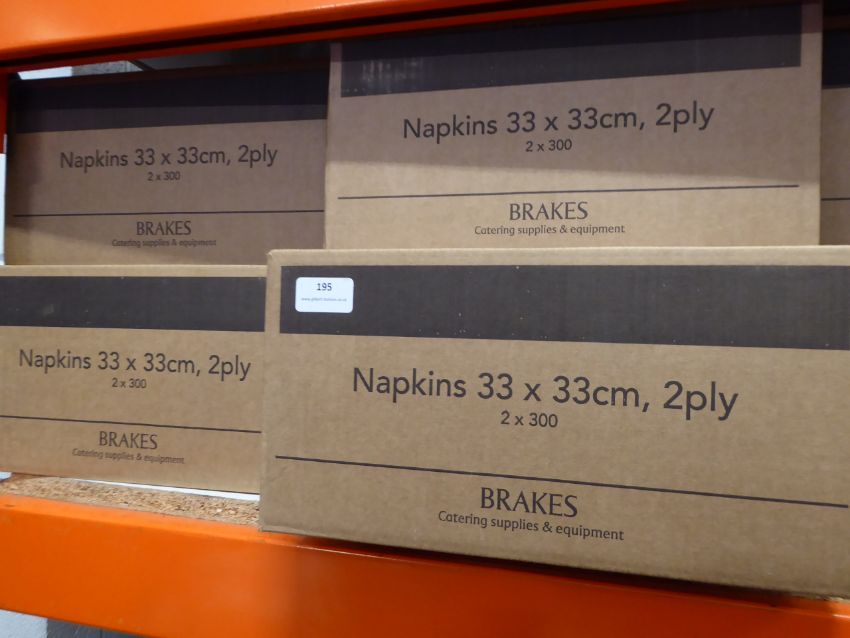 Napkins 33 x 33cm, 2ply
2 x 300
BRAKES
Catering supplies & equipment
Napkins 33 x 33cm, 2ply
2 x 300
BRAKES
Catering supplies & equipment
Napkins 33 x 33cm, 2ply
2 x 300
BRAKES
Catering supplies & equipment
195
Napkins 33 x 33cm, 2ply
2 x 300
BRAKES
Catering supplies & equipment